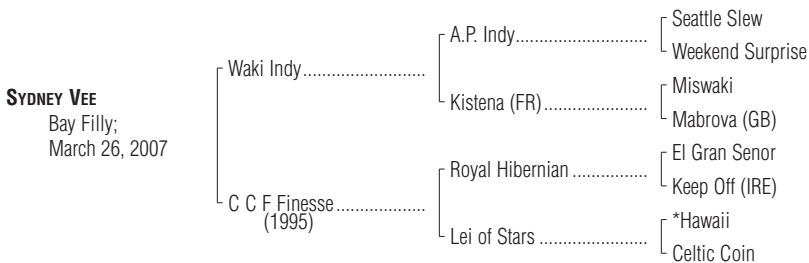 Seattle Slew
A.P. Indy
Weekend Surprise
Waki Indy
Miswaki
Kistena (FR)
Mabrova (GB)
SYDNEY VEE
Bay Filly;
March 26, 2007
El Gran Senor
Royal Hibernian
Keep Off (IRE)
C C F Finesse
(1995)
*Hawaii
Lei of Stars
Celtic Coin